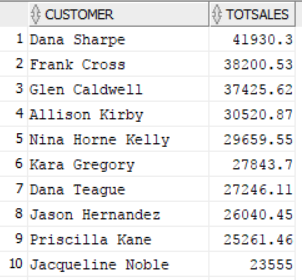 CUSTOMER TOTSALES
1 Dana Sharpe 41930.3
2 Frank Cross 38200.53
3 Glen Caldwell 37425.62
4 Allison Kirby 30520.87
5 Nina Horne Kelly 29659.55
6 Kara Gregory 27843.7
7 Dana Teague 27246.11
8 Jason Hernandez 26040.45
9 Priscilla Kane 25261.46
10 Jacqueline Noble 23555